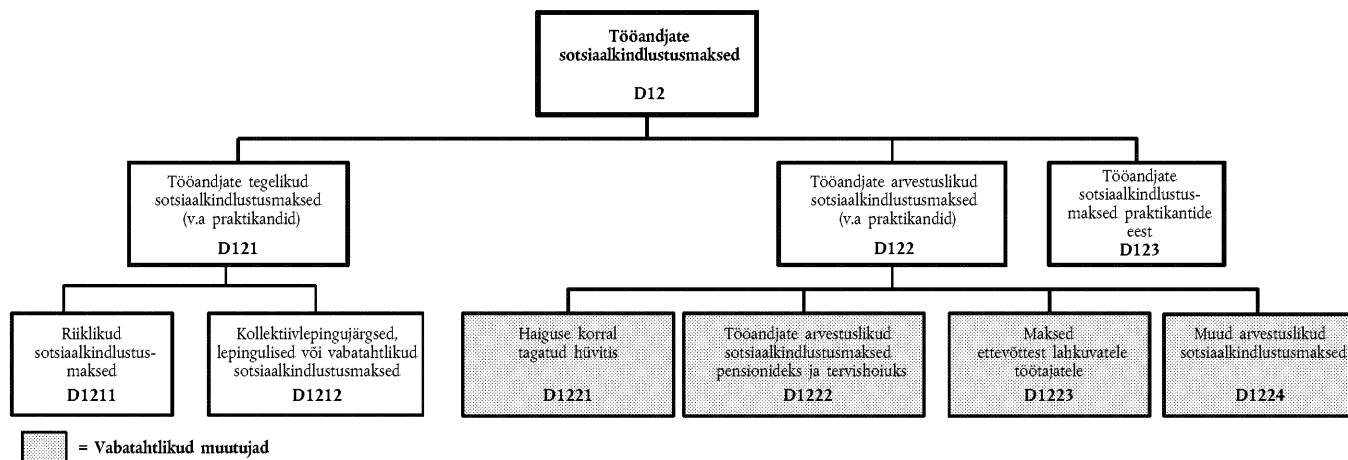 Tööandjate
sotsiaalkindlustusmaksed
D12
Tööandjate tegelikud
sotsiaalkindlustusmaksed
(v.a praktikandid)
D121
Tööandjate arvestuslikud
sotsiaalkindlustusmaksed
(v.a praktikandid)
D122
Tööandjate
sotsiaalkindlustus-
maksed praktikantide
eest
D123
Riiklikud
sotsiaalkindlustus-
maksed
D1211
Kollektiivlepingujärgsed,
lepingulised või vabatahtlikud
sotsiaalkindlustusmaksed
D1212
Haiguse korral
tagatud hüvitis
D1221
Tööandjate arvestuslikud
sotsiaalkindlustusmaksed
pensionideks ja tervishoiuks
D1222
Maksed
ettevõttest lahkuvatele
töötajatele
D1223
Muud arvestuslikud
sotsiaalkindlustusmaksed
D1224
= Vabatahtlikud muutujad